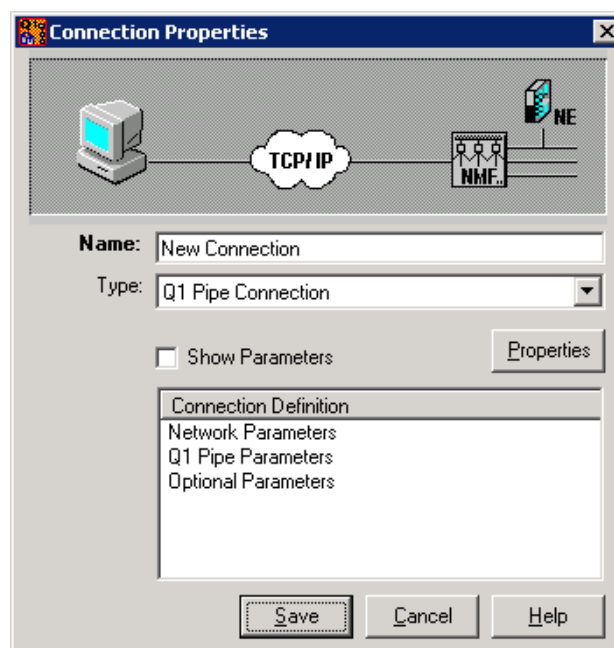 Connection Properties
NE
TCP/IP
NMF..
Name: New Connection
Type: Q1 Pipe Connection
Show Parameters
Properties
Connection Definition
Network Parameters
Q1 Pipe Parameters
Optional Parameters
Save Cancel Help